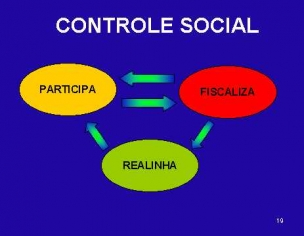 CONTROLE SOCIAL
PARTICIPA
FISCALIZA
REALINHA
19